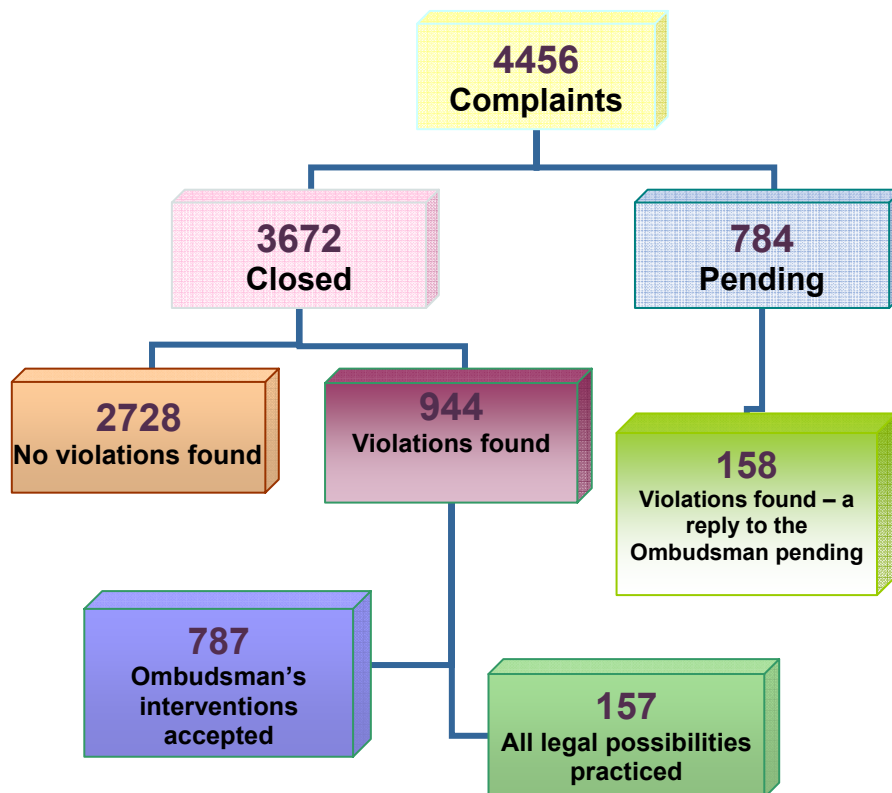 4456
Complaints
3672
Closed
784
Pending
2728
No violations found
944
Violations found
158
Violations found – a
reply to the
Ombudsman pending
787
Ombudsman’s
interventions
accepted
157
All legal possibilities
practiced